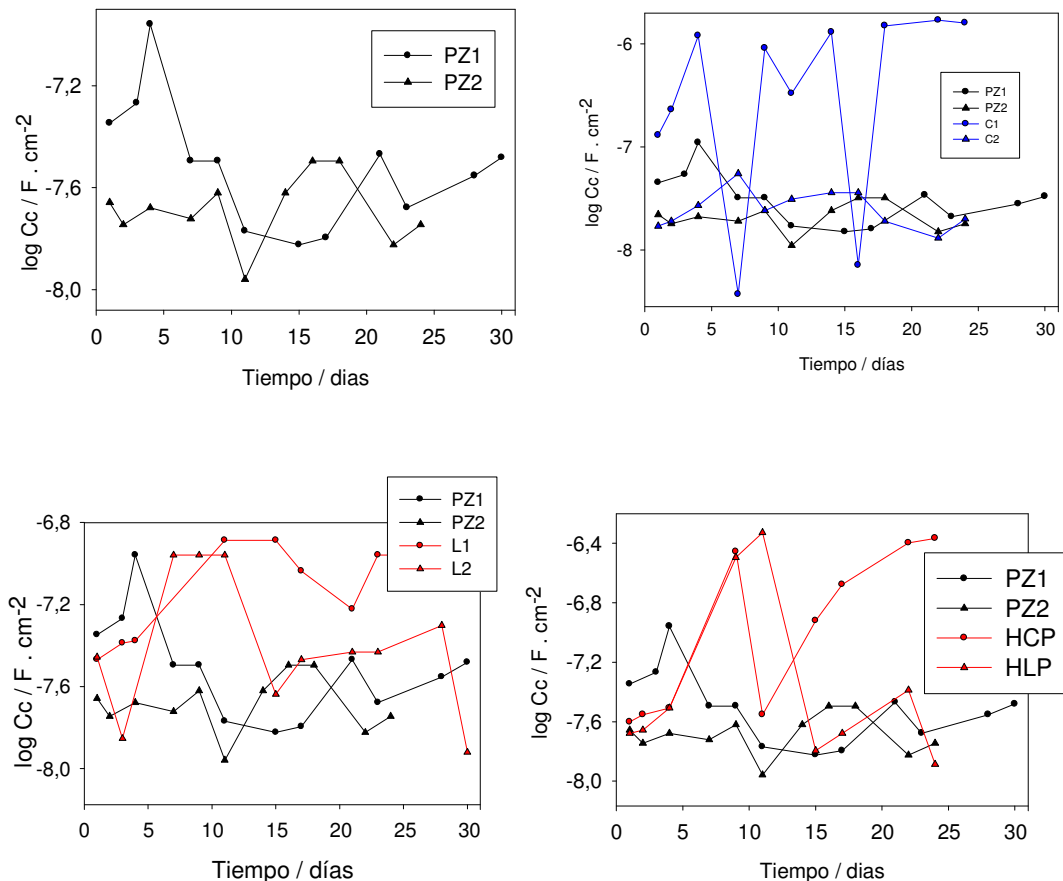 log Cc / F . cm-2
-7,2
-7,6
-8,0
0 5 10 15 20 25 30
Tiempo / dias
PZ1
PZ2
log Cc / F . cm-2
-6
-7
-8
0 5 10 15 20 25 30
Tiempo / días
PZ1
PZ2
C1
C2
log Cc / F . cm-2
-6,8
-7,2
-7,6
-8,0
0 5 10 15 20 25 30
Tiempo / días
PZ1
PZ2
L1
L2
log Cc / F . cm-2
-6,4
-6,8
-7,2
-7,6
-8,0
0 5 10 15 20 25 30
Tiempo / dias
PZ1
PZ2
HCP
HLP